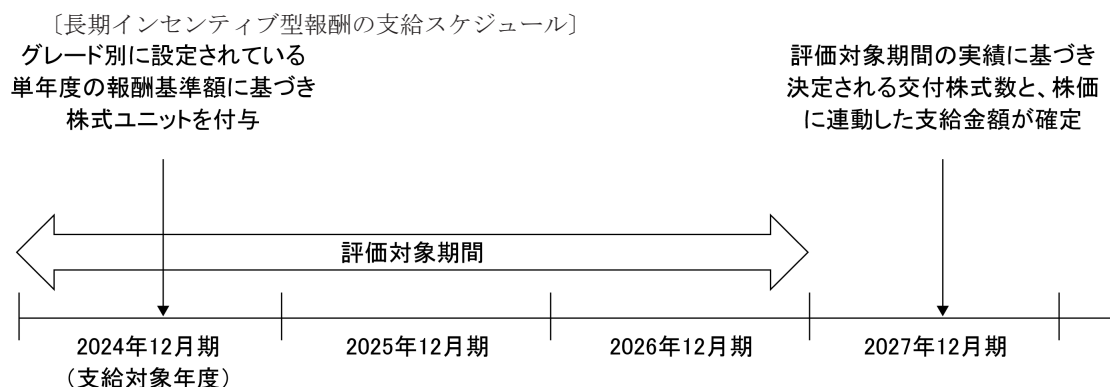 〔長期インセンティブ型報酬の支給スケジュール〕
グレード別に設定されている
単年度の報酬基準額に基づき
株式ユニットを付与
評価対象期間の実績に基づき
決定される交付株式数と、株価
に連動した支給金額が確定
評価対象期間
2024年12月期
（支給対象年度）
2025年12月期
2026年12月期
2027年12月期